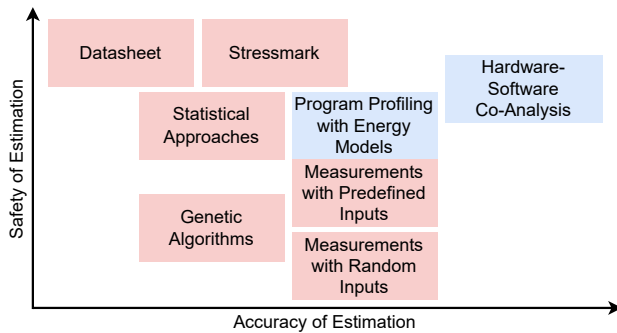 Safety of Estimation
Datasheet
Stressmark
Hardware-
Software
Co-Analysis
Statistical
Approaches
Program Profiling
with Energy
Models
Genetic
Algorithms
Measurements
with Predefined
Inputs
Measurements
with Random
Inputs
Accuracy of Estimation